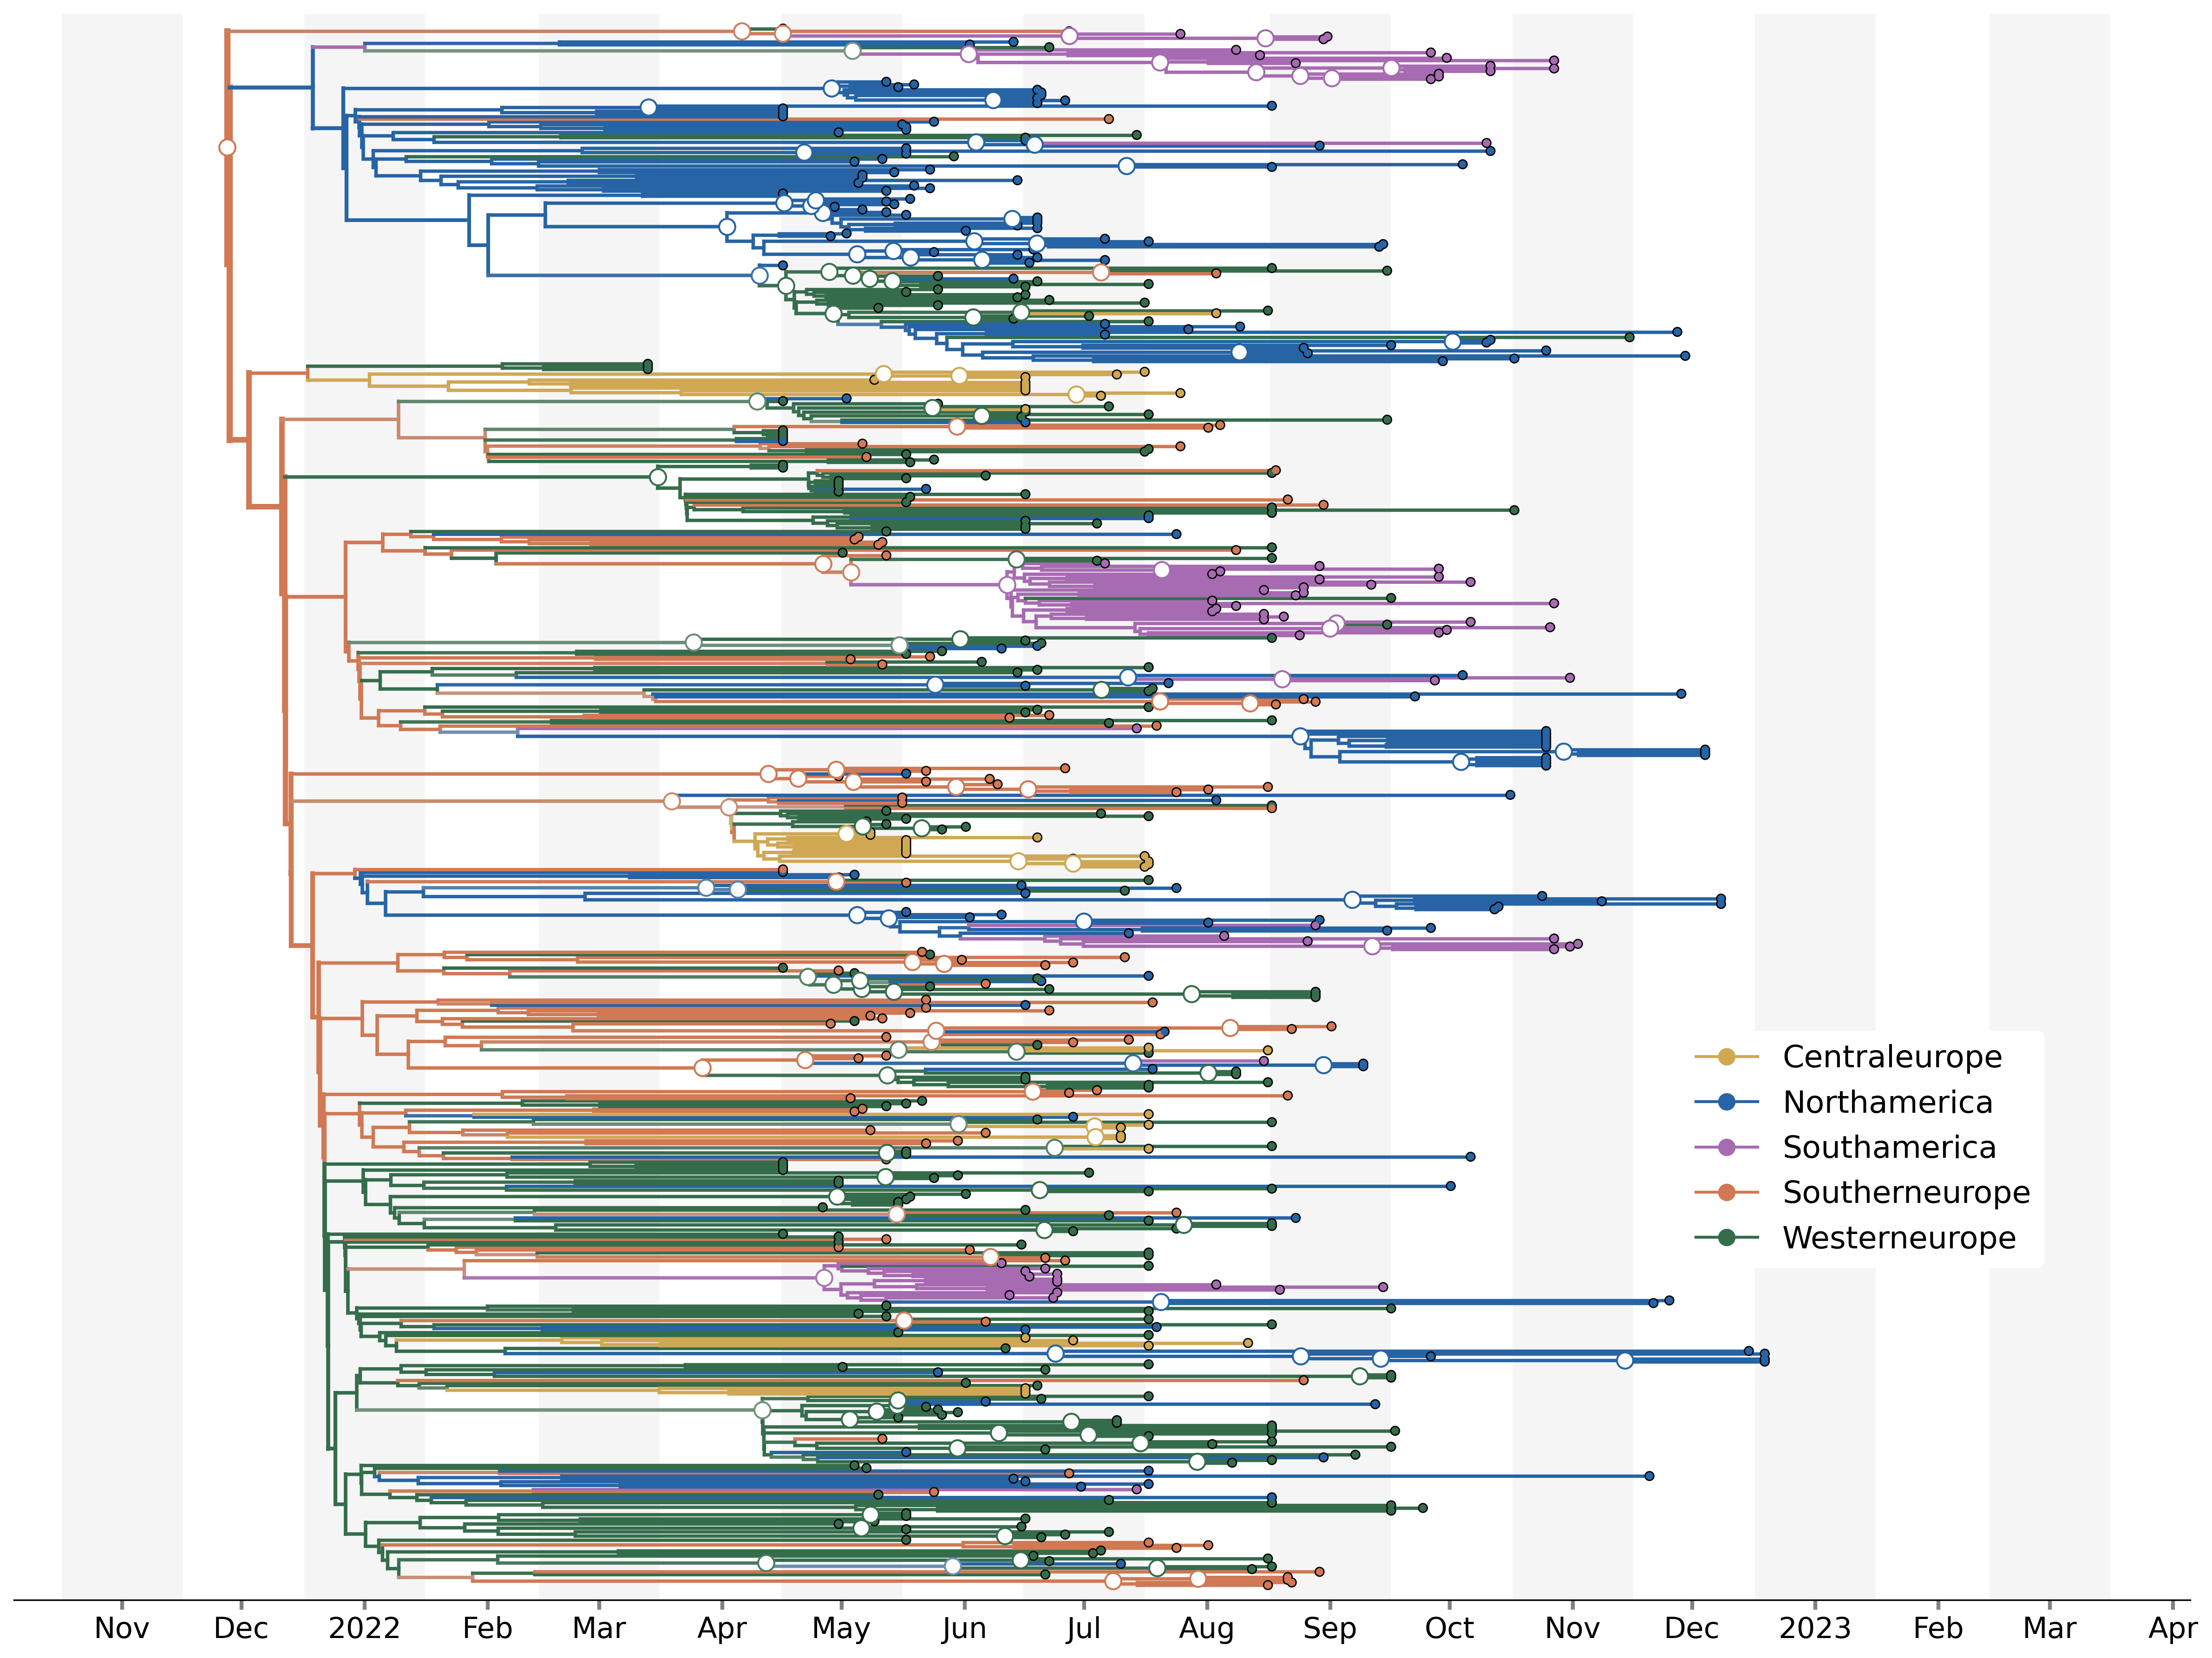 Centraleurope
Northamerica
Southamerica
Southerneurope
Westerneurope
Nov Dec 2022 Feb Mar Apr May Jun Jul Aug Sep Oct Nov Dec 2023 Feb Mar Apr